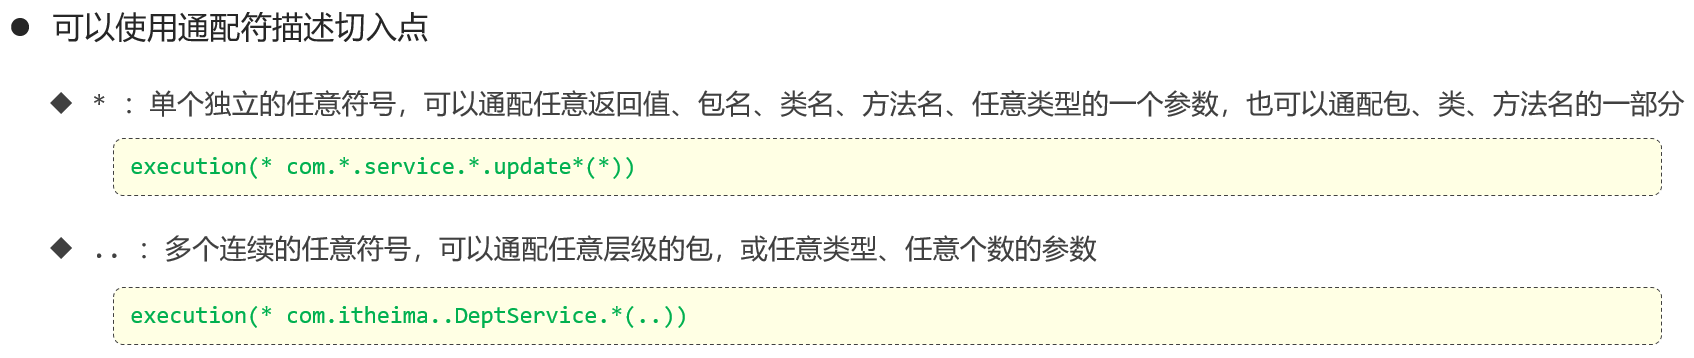 ● 可以使用通配符描述切入点
◆ * ：单个独立的任意符号，可以通配任意返回值、包名、类名、方法名、任意类型的一个参数，也可以通配包、类、方法名的一部分
execution(* com.*.service.*.update*(*))
◆ .. ：多个连续的任意符号，可以通配任意层级的包，或任意类型、任意个数的参数
execution(* com.itheima..DeptService.*(..))